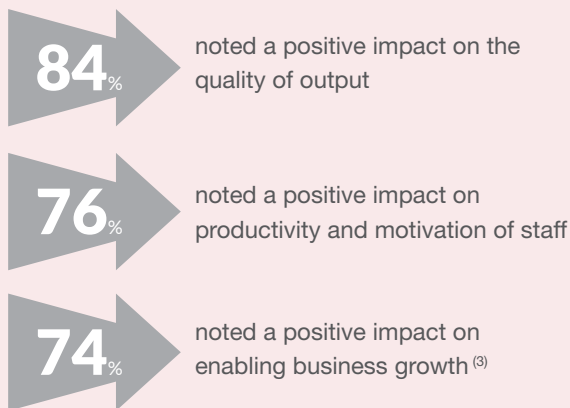 84%
noted a positive impact on the
quality of output
76%
noted a positive impact on
productivity and motivation of staff
74%
noted a positive impact on
enabling business growth (3)